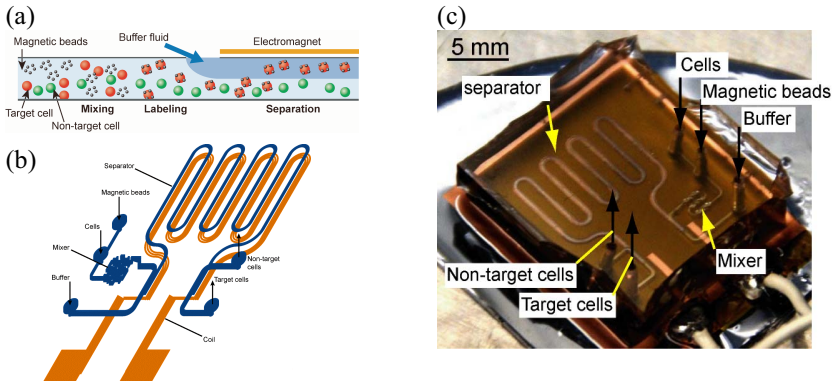 (a)
Magnetic beads
Buffer fluid
Electromagnet
Target cell
Non-target cell
Mixing
Labeling
Separation
(b)
Separator
Magnetic beads
Cells
Mixer
Buffer
Non-target
cells
Target cells
Coil
(c)
5 mm
Cells
Magnetic beads
separator
Buffer
Non-target cells
Mixer
Target cells